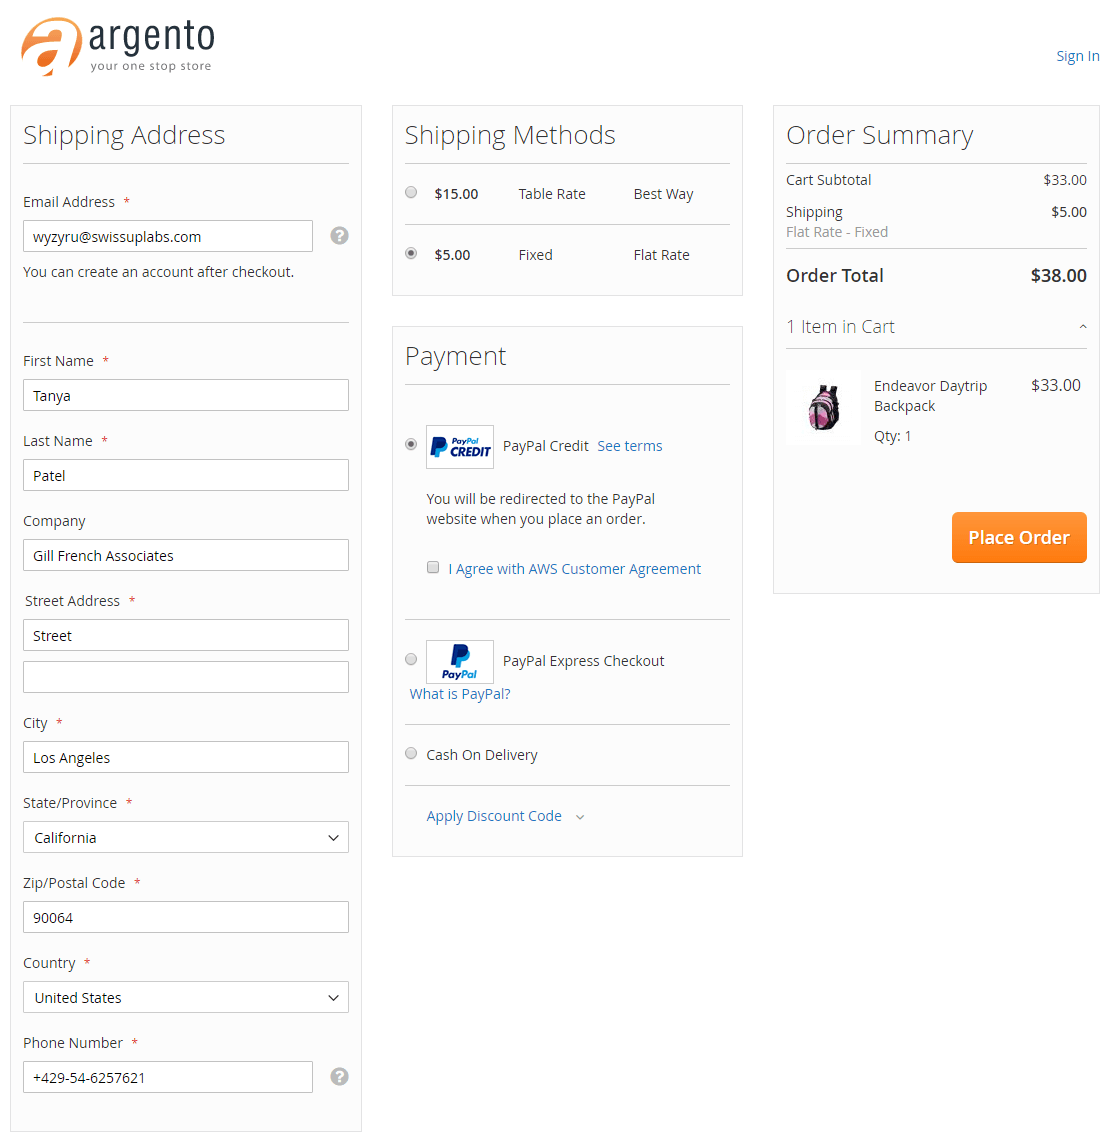 argento
your one stop store
Sign In
Shipping Address
Email Address *
wyzyru@swissuplabs.com
?
You can create an account after checkout.
First Name *
Tanya
Last Name *
Patel
Company
Gill French Associates
Street Address *
Street
City *
Los Angeles
State/Province *
California
Zip/Postal Code *
90064
Country *
United States
Phone Number *
+429-54-6257621
?
Shipping Methods
$15.00 Table Rate Best Way
$5.00 Fixed Flat Rate
Payment
PayPal
CREDIT
PayPal Credit See terms
You will be redirected to the PayPal
website when you place an order.
I Agree with AWS Customer Agreement
PayPal
PayPal Express Checkout
What is PayPal?
Cash On Delivery
Apply Discount Code
Order Summary
Cart Subtotal $33.00
Shipping $5.00
Flat Rate - Fixed
Order Total $38.00
1 Item in Cart
Endeavor Daytrip $33.00
Backpack
Qty: 1
Place Order